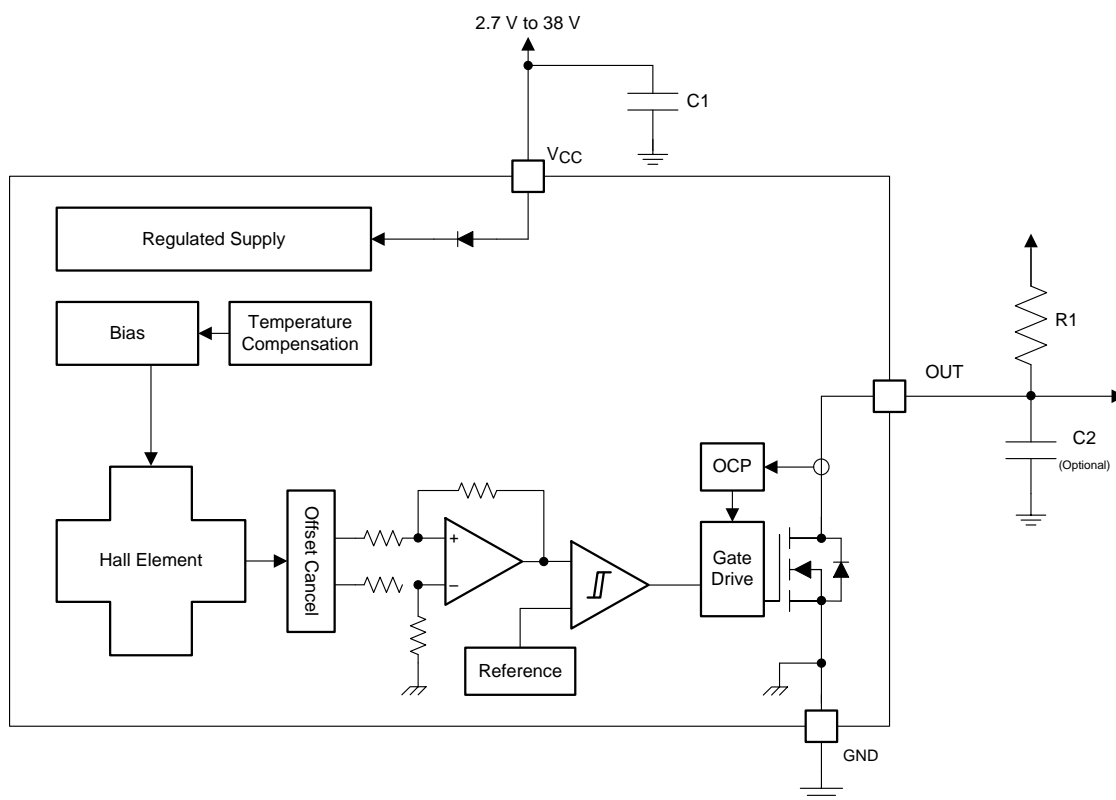 2.7 V to 38 V
C1
VCC
Regulated Supply
Bias
Temperature
Compensation
R1
OUT
C2
(Optional)
OCP
Hall Element
Offset Cancel
+
–
Gate
Drive
Reference
GND